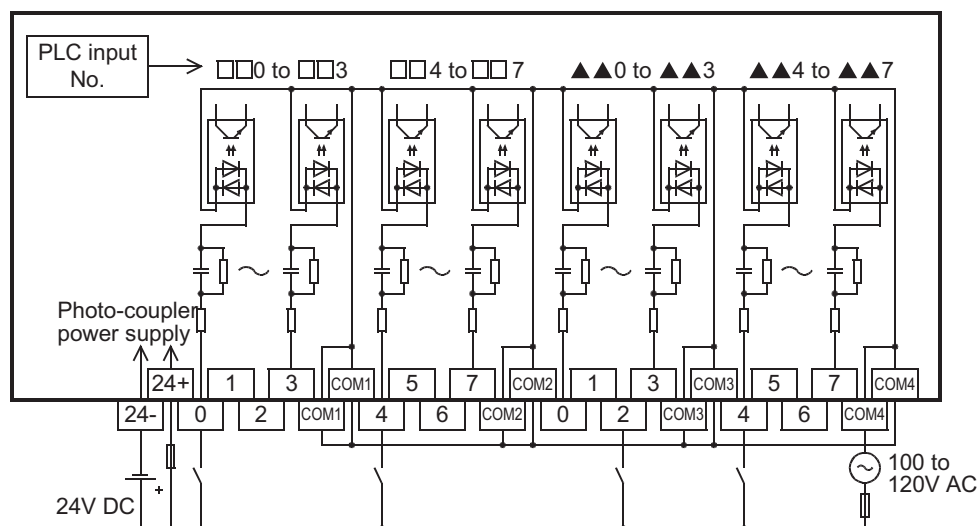 PLC input
No.
□□0 to □□3
□□4 to □□7
▲▲0 to ▲▲3
▲▲4 to ▲▲7
Photo-coupler
power supply
24+ 1 3 COM1 5 7 COM2 1 3 COM3 5 7 COM4
24- 0 2 COM1 4 6 COM2 0 2 COM3 4 6 COM4
24V DC
+
100 to
120V AC